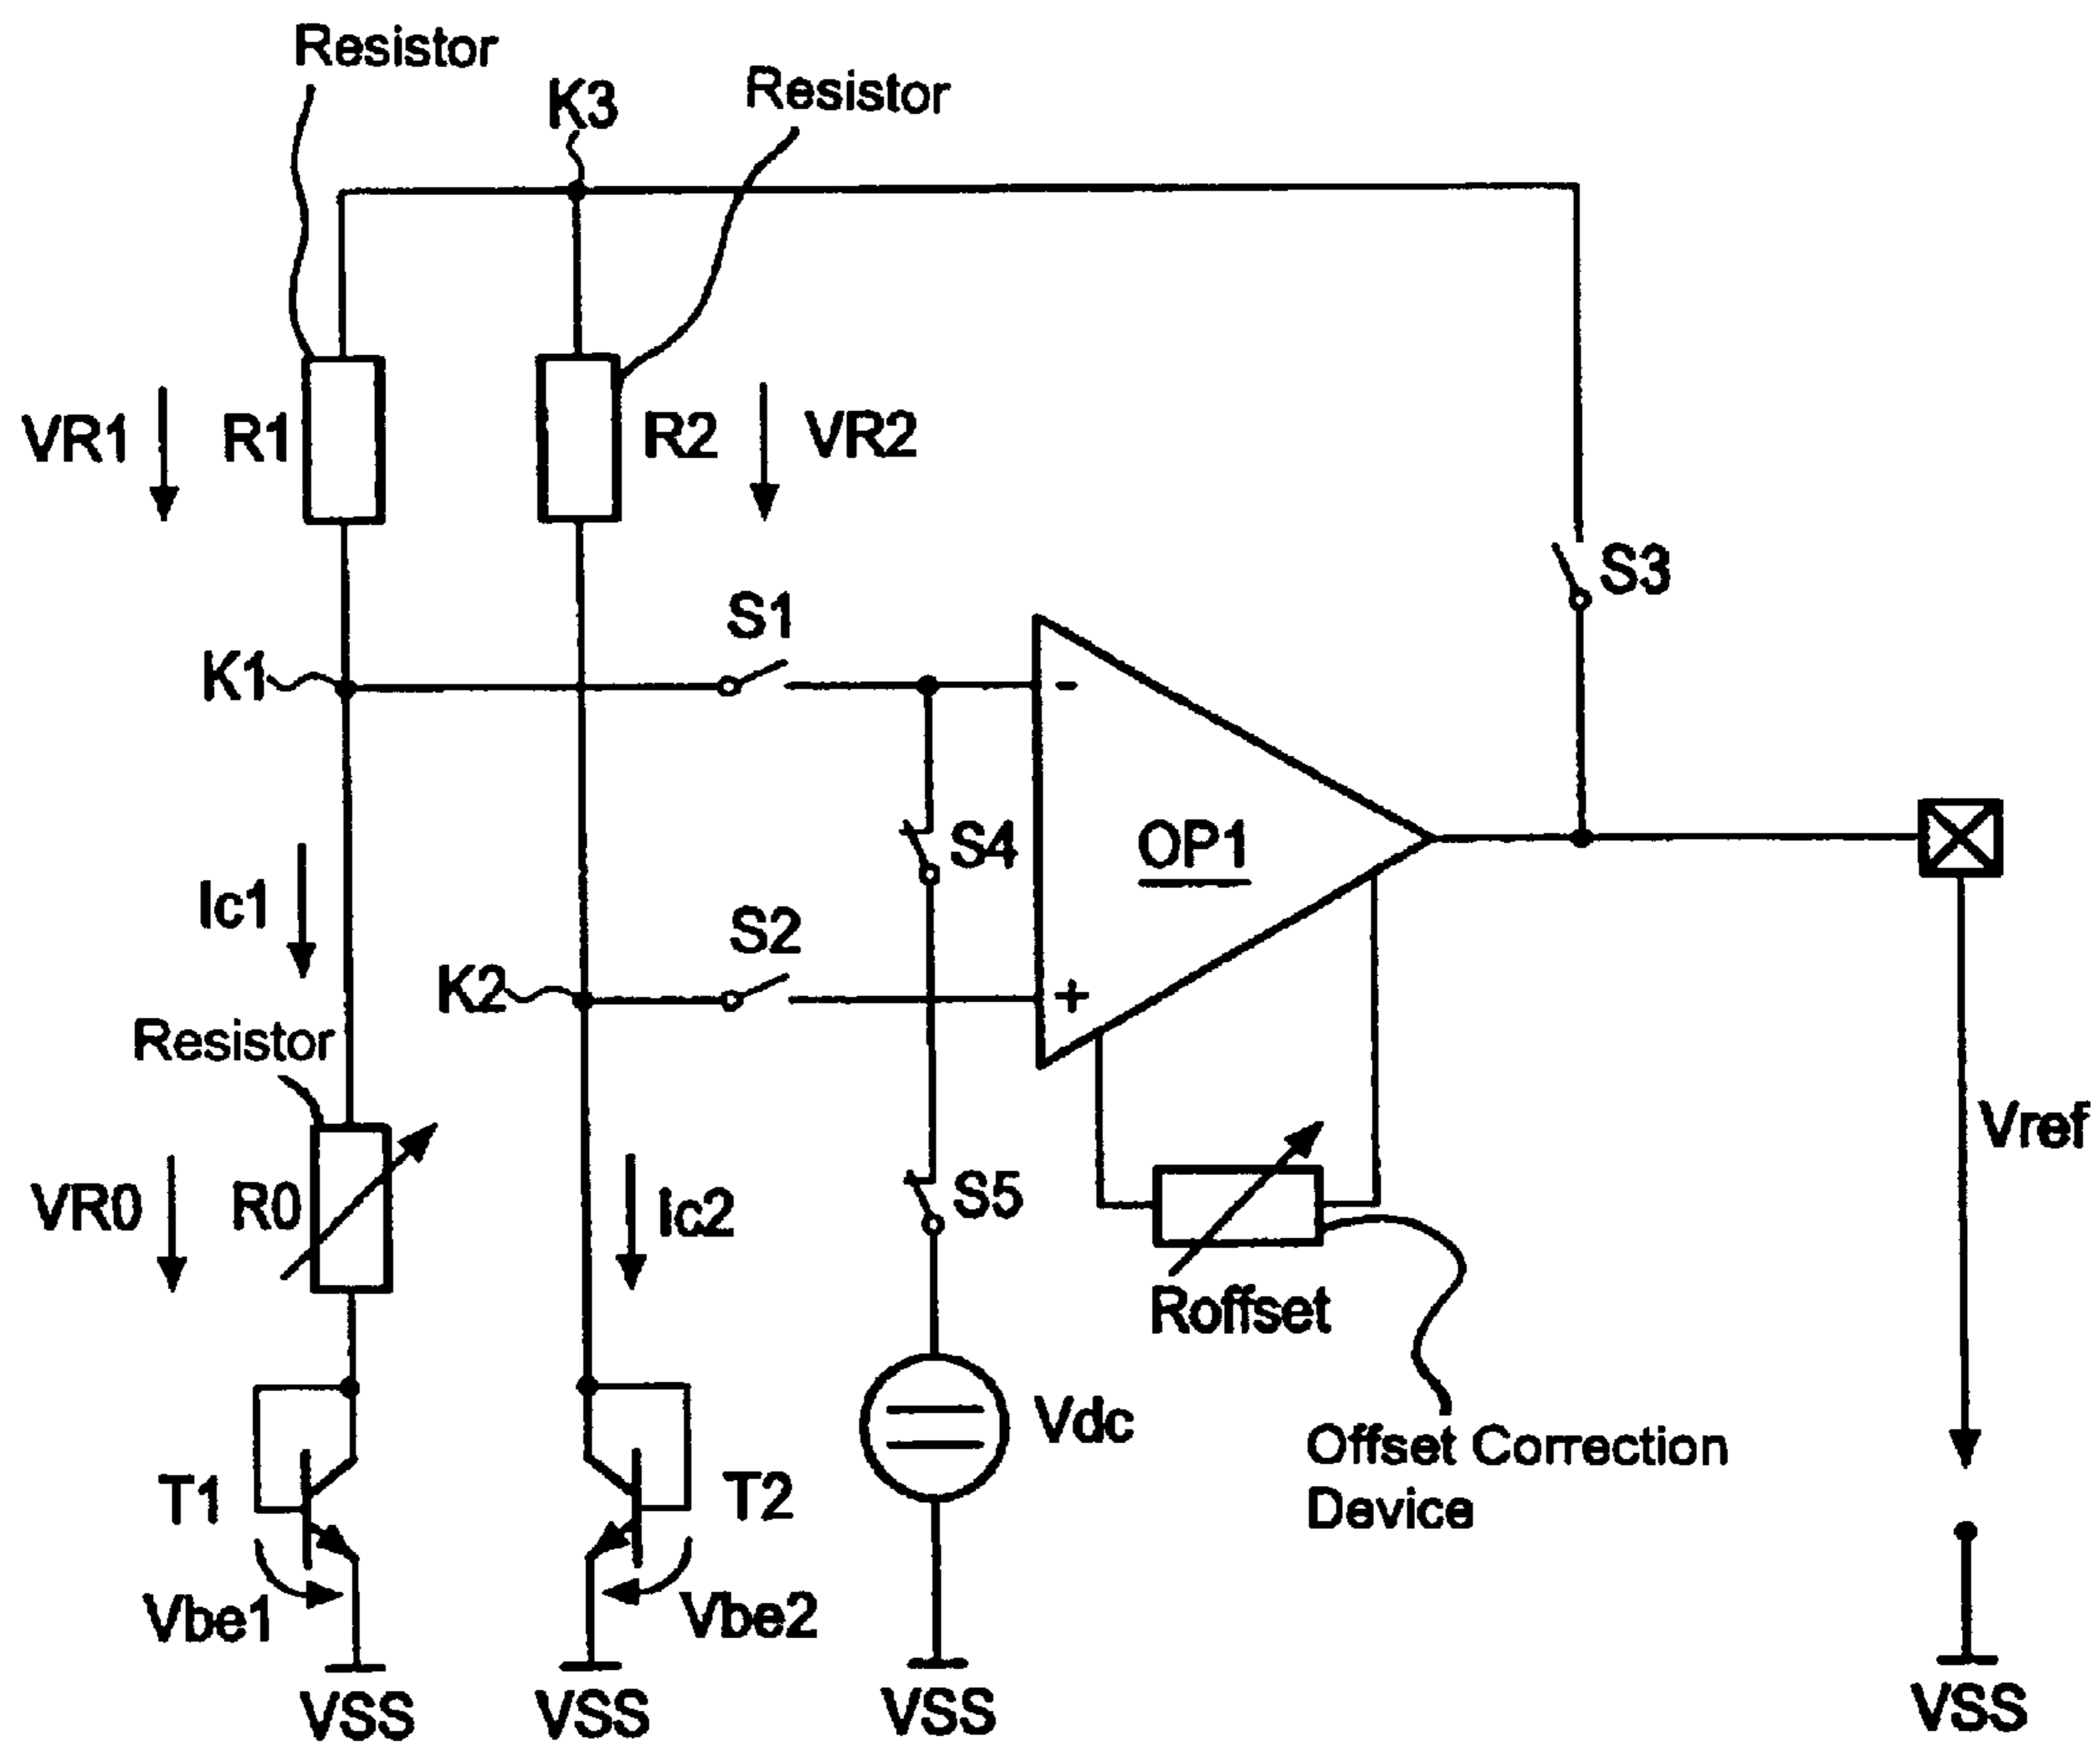 Resistor
K3
Resistor
VR1
R1
R2
VR2
S3
S1
K1
-
S4
OP1
Ic1
S2
K2
+
Resistor
Vref
VR0
R0
Ic2
S5
Roffset
Vdc
Offset Correction
Device
T1
T2
Vbe1
Vbe2
VSS
VSS
VSS
VSS